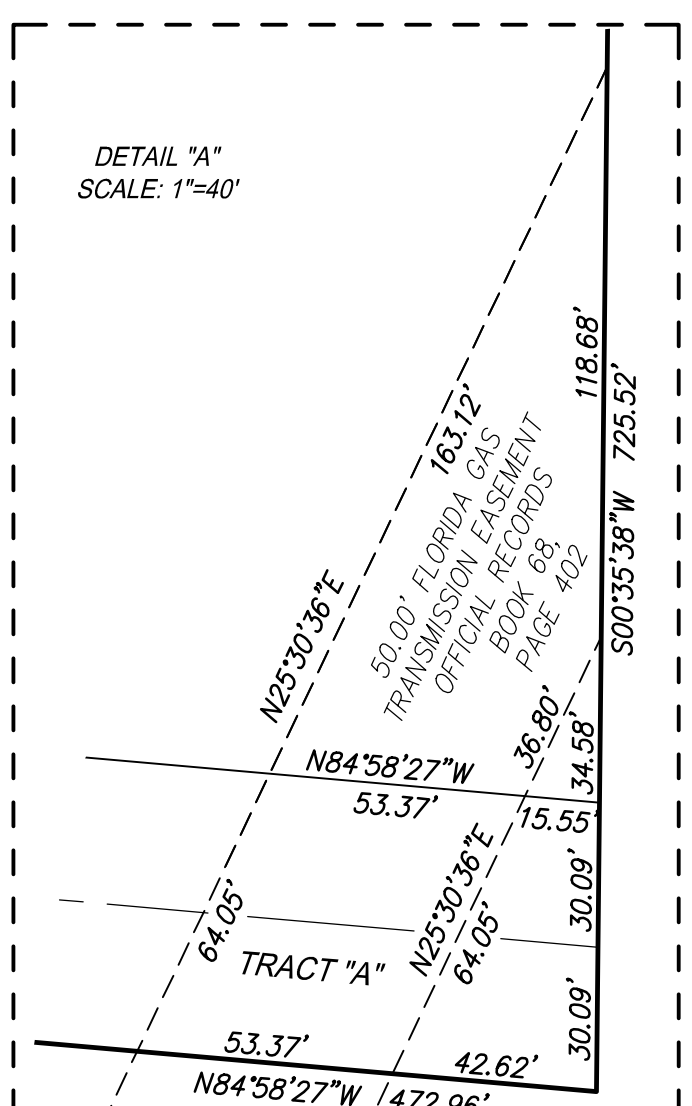 DETAIL "A"
SCALE: 1"=40'
118.68'
S00°35'38"W 725.52'
163.12'
50.00' FLORIDA GAS
TRANSMISSION EASEMENT
OFFICIAL RECORDS
BOOK 68,
PAGE 402
N25°30'36"E
36.80'
34.58'
N84°58'27"W
53.37'
15.55'
N25°30'36"E
64.05'
64.05'
30.09'
TRACT "A"
30.09'
53.37'
42.62'
N84°58'27"W
472.96'